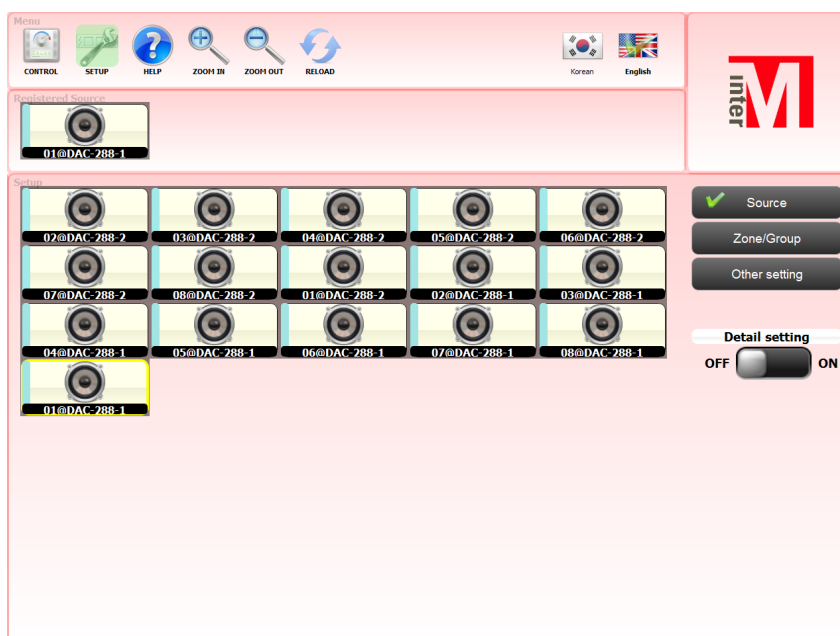 Menu
CONTROL SETUP HELP ZOOM IN ZOOM OUT RELOAD Korean English
inter M
Registered Source
01@DAC-288-1
Setup
02@DAC-288-2 03@DAC-288-2 04@DAC-288-2 05@DAC-288-2 06@DAC-288-2
07@DAC-288-2 08@DAC-288-2 01@DAC-288-2 02@DAC-288-1 03@DAC-288-1
04@DAC-288-1 05@DAC-288-1 06@DAC-288-1 07@DAC-288-1 08@DAC-288-1
01@DAC-288-1
Source
Zone/Group
Other setting
Detail setting
OFF ON